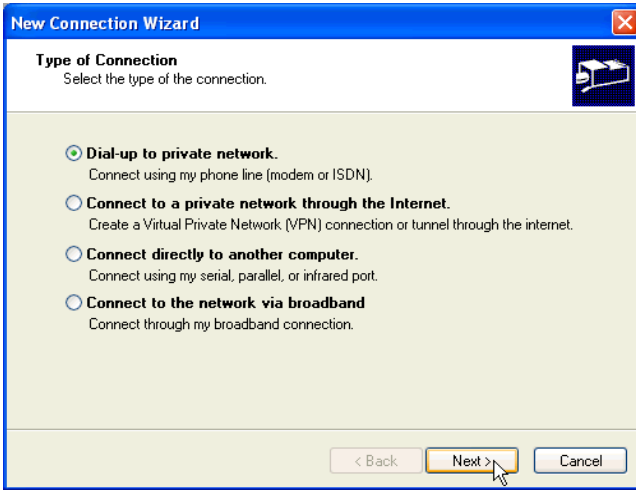 New Connection Wizard
Type of Connection
Select the type of the connection.
Dial-up to private network.
Connect using my phone line (modem or ISDN).
Connect to a private network through the Internet.
Create a Virtual Private Network (VPN) connection or tunnel through the internet.
Connect directly to another computer.
Connect using my serial, parallel, or infrared port.
Connect to the network via broadband
Connect through my broadband connection.
< Back Next > Cancel